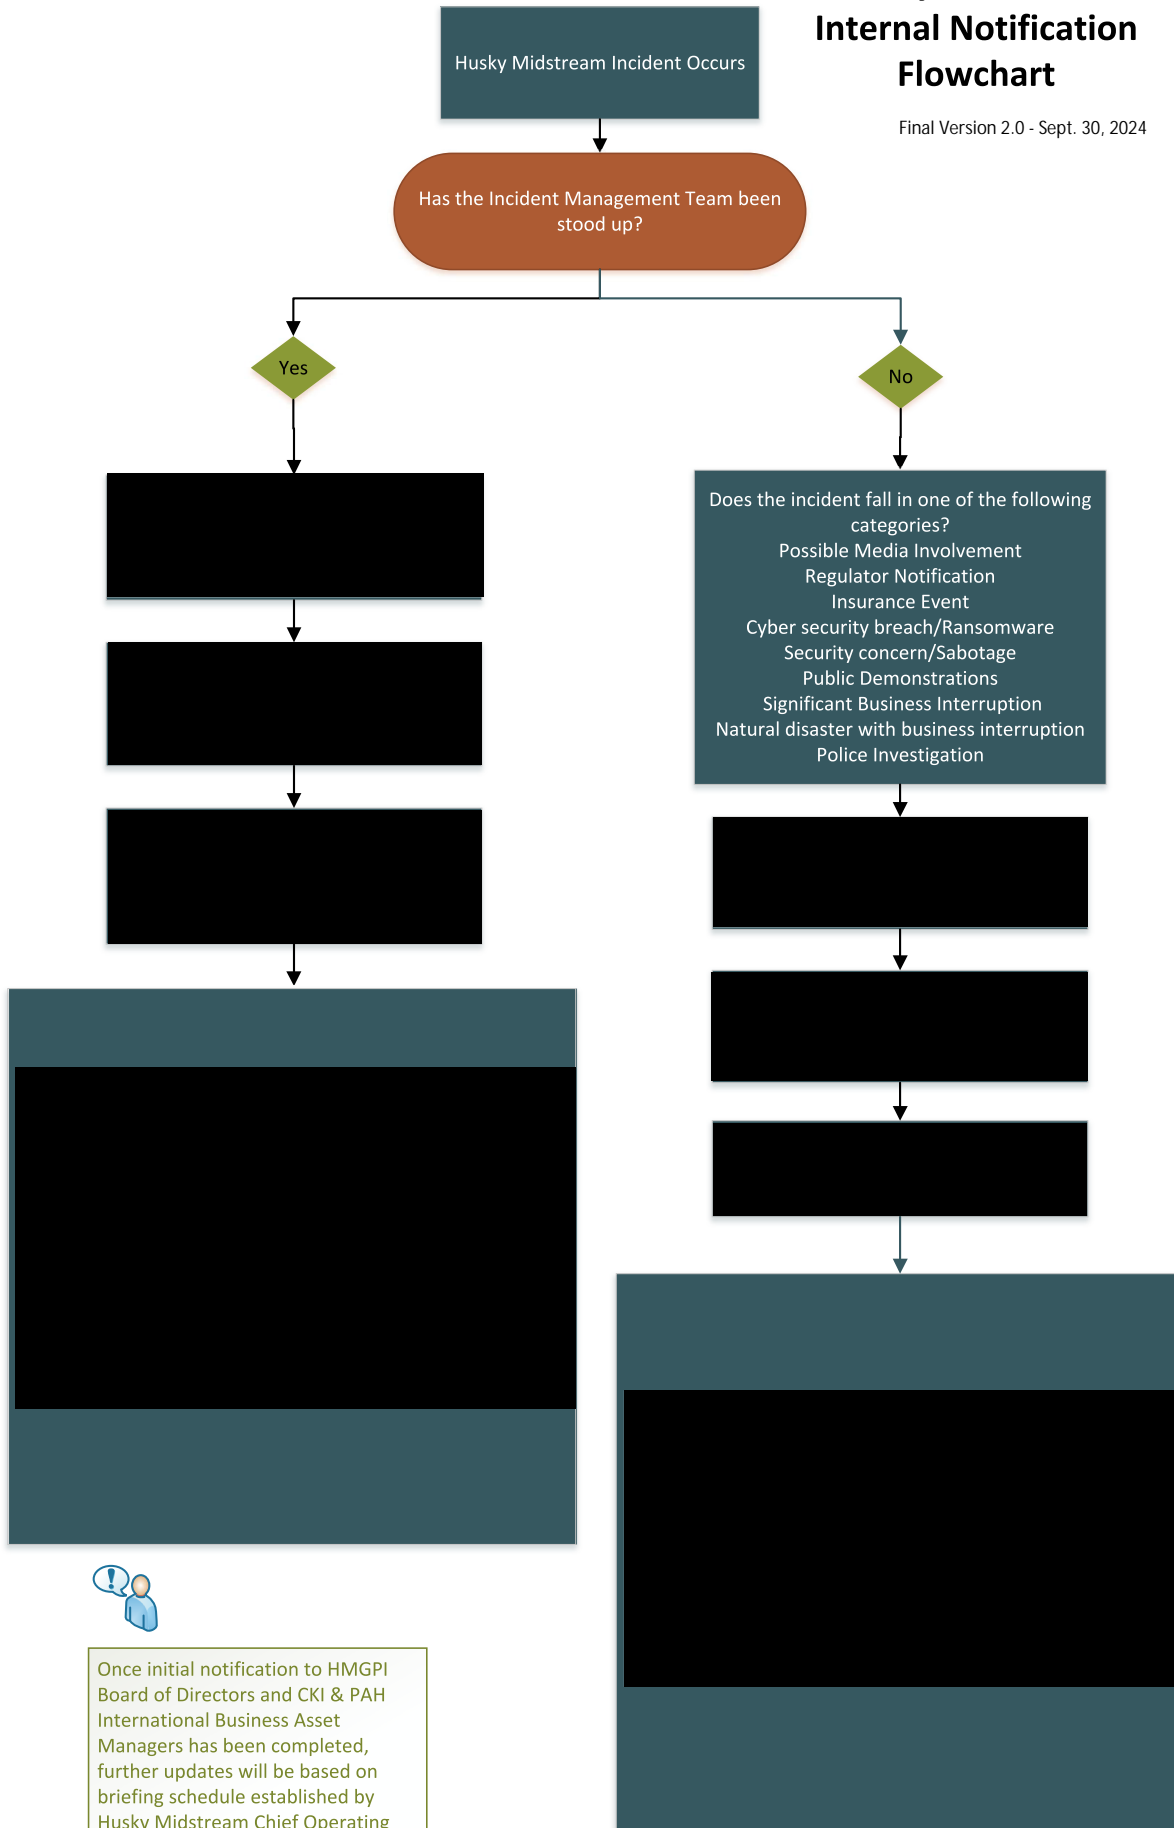 Internal Notification
Flowchart
Final Version 2.0 - Sept. 30, 2024
Husky Midstream Incident Occurs
Has the Incident Management Team been
stood up?
Yes
No
Does the incident fall in one of the following
categories?
Possible Media Involvement
Regulator Notification
Insurance Event
Cyber security breach/Ransomware
Security concern/Sabotage
Public Demonstrations
Significant Business Interruption
Natural disaster with business interruption
Police Investigation
!
Once initial notification to HMGPI
Board of Directors and CKI & PAH
International Business Asset
Managers has been completed,
further updates will be based on
briefing schedule established by
Husky Midstream Chief Operating